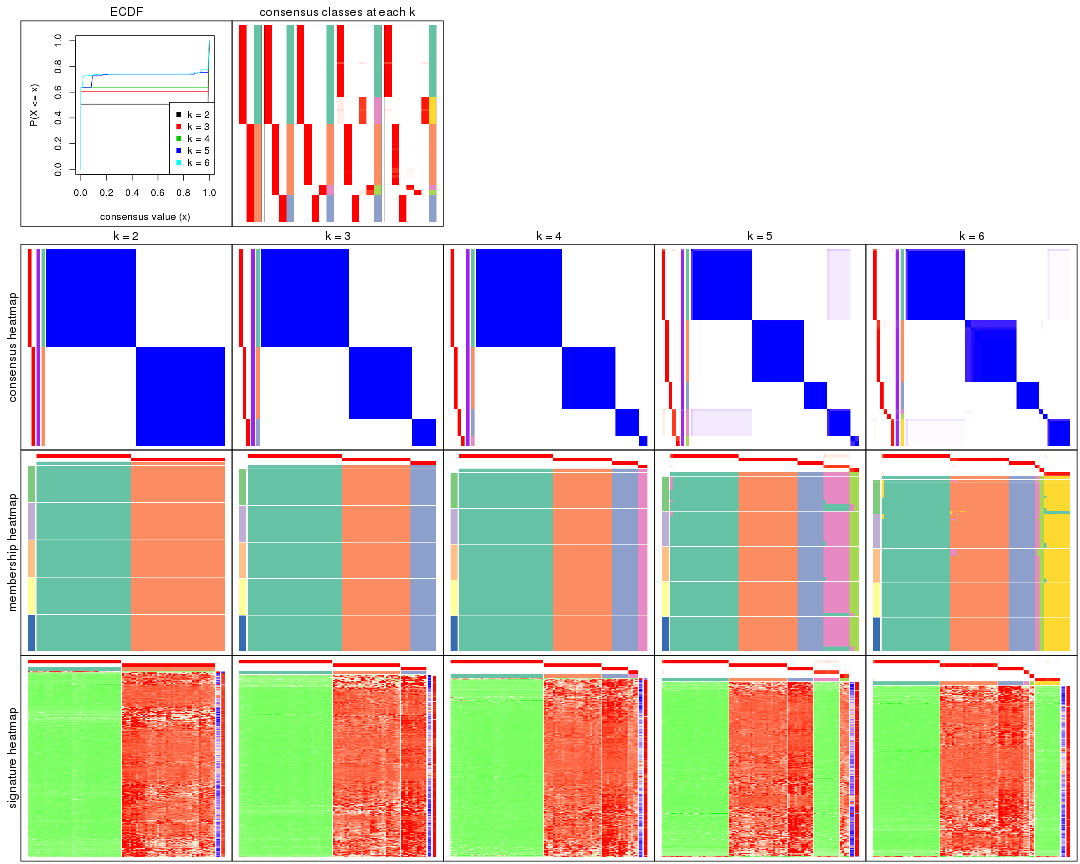 ECDF
consensus classes at each k
P(X <= x)
0.0 0.2 0.4 0.6 0.8 1.0
k = 2
k = 3
k = 4
k = 5
k = 6
0.0 0.2 0.4 0.6 0.8 1.0
consensus value (x)
k = 2
k = 3
k = 4
k = 5
k = 6
consensus heatmap
membership heatmap
signature heatmap